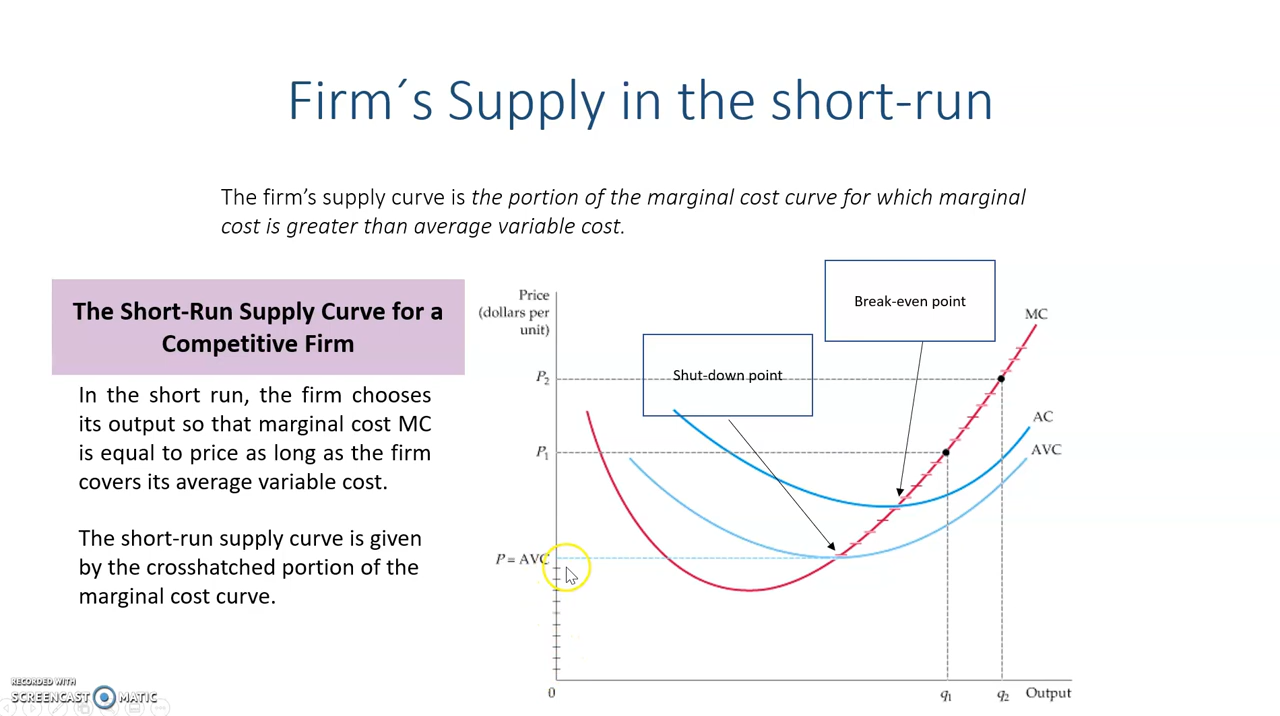 Firm´s Supply in the short-run
The firm’s supply curve is the portion of the marginal cost curve for which marginal
cost is greater than average variable cost.
The Short-Run Supply Curve for a
Competitive Firm
In the short run, the firm chooses
its output so that marginal cost MC
is equal to price as long as the firm
covers its average variable cost.
The short-run supply curve is given
by the crosshatched portion of the
marginal cost curve.
Price
(dollars per
unit)
Break-even point
MC
Shut-down point
P₂
AC
P₁
AVC
P = AVC
0
q₁
q₂
Output
RECORDED WITH
SCREENCAST MATIC